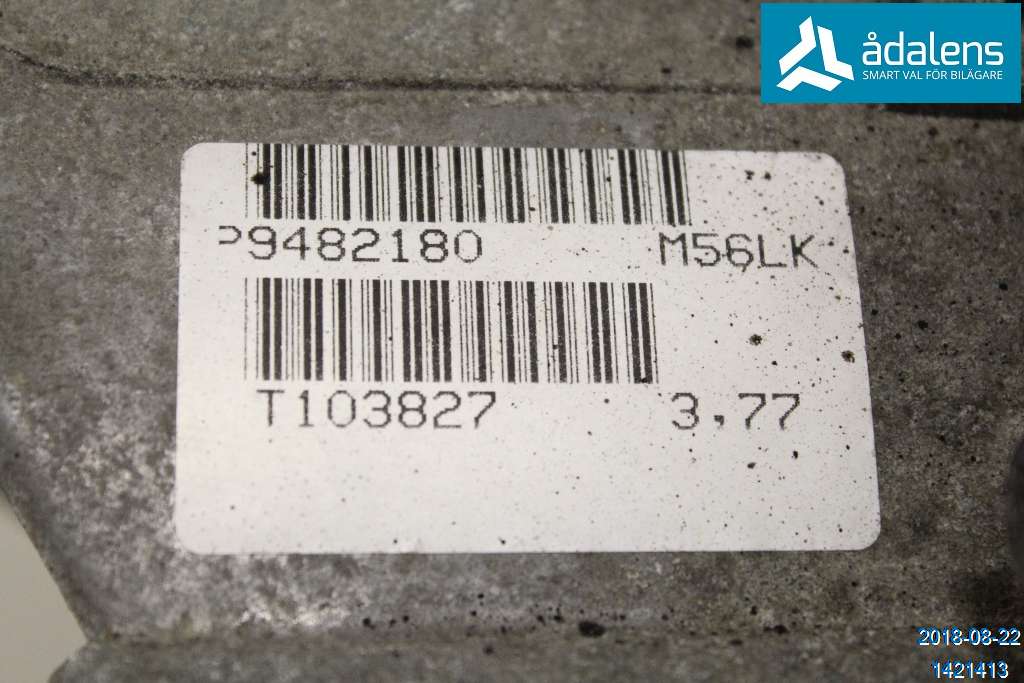 ådalens
SMART VAL FÖR BILÄGARE
P9482180 M56LK
T103827 3,77
2018-08-22
1421413